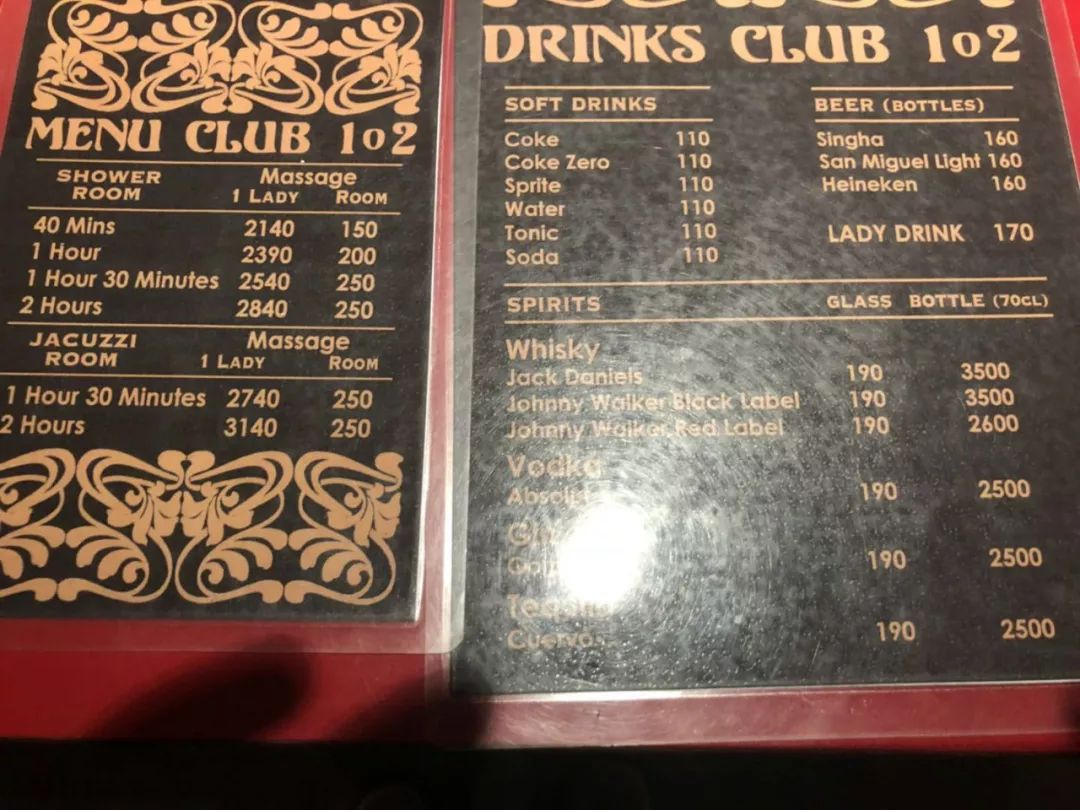 MENU CLUB 102
SHOWER ROOM Massage
1 LADY ROOM
40 Mins 2140 150
1 Hour 2390 200
1 Hour 30 Minutes 2540 250
2 Hours 2840 250
JACUZZI ROOM Massage
1 LADY ROOM
1 Hour 30 Minutes 2740 250
2 Hours 3140 250
DRINKS CLUB 102
SOFT DRINKS
Coke 110
Coke Zero 110
Sprite 110
Water 110
Tonic 110
Soda 110
BEER (BOTTLES)
Singha 160
San Miguel Light 160
Heineken 160
LADY DRINK 170
SPIRITS GLASS BOTTLE (70CL)
Whisky
Jack Daniels 190 3500
Johnny Walker Black Label 190 3500
Johnny Walker Red Label 190 2600
Vodka
Absolut 190 2500
190 2500
Tequila
Cuervo 190 2500